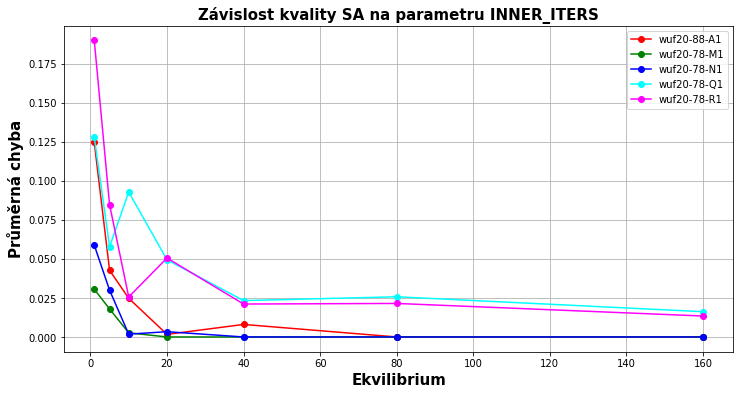 Závislost kvality SA na parametru INNER_ITERS
wuf20-88-A1
wuf20-78-M1
wuf20-78-N1
wuf20-78-Q1
wuf20-78-R1
Průměrná chyba
0.175
0.150
0.125
0.100
0.075
0.050
0.025
0.000
0 20 40 60 80 100 120 140 160
Ekvilibrium